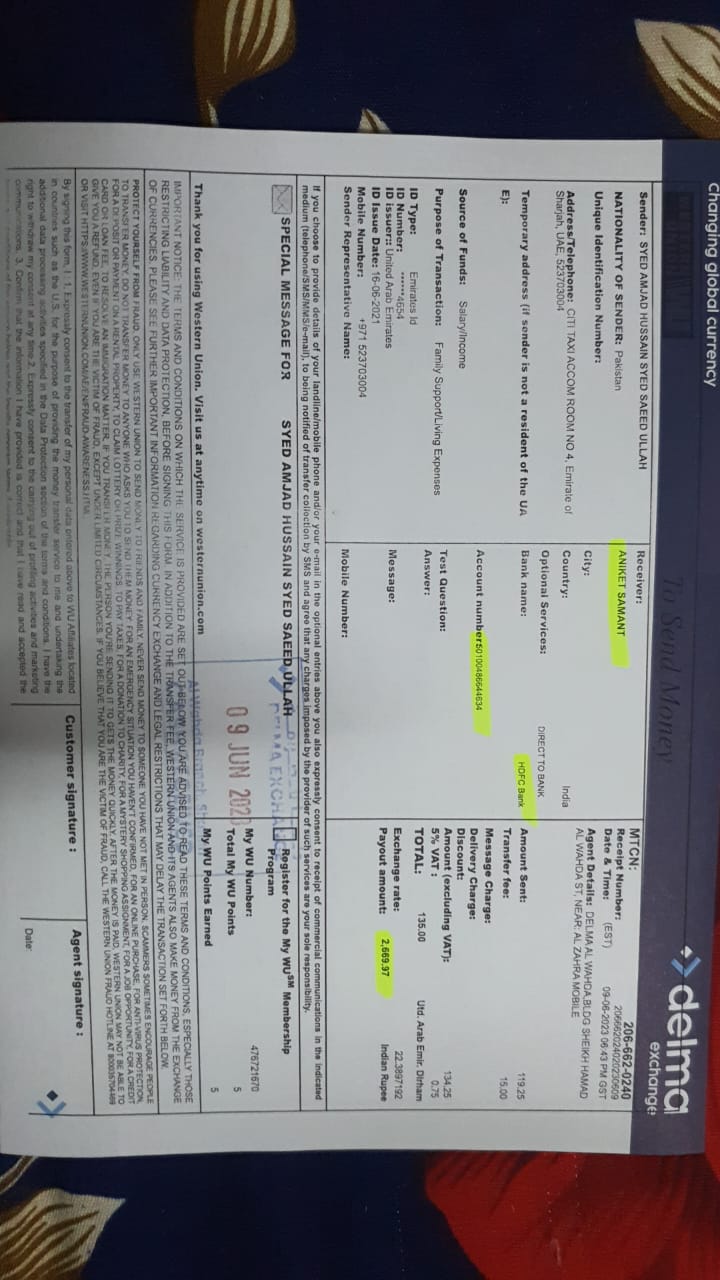 Changing global currency
delma
exchange
To Send Money
Sender: SYED AMJAD HUSSAIN SYED SAEED ULLAH
NATIONALITY OF SENDER: Pakistan
Unique Identification Number:
Address/Telephone: CITI TAXI ACCOM ROOM NO 4, Emirate of
Sharjah, UAE, 523703004
Temporary address (if sender is not a resident of the UA
E):
Source of Funds: Salary/Income
Purpose of Transaction: Family Support/Living Expenses
ID Type: Emirates Id
ID Number: ******4654
ID Issuer:: United Arab Emirates
ID Issue Date: 16-06-2021
Mobile Number: +971 523703004
Sender Representative Name:
Receiver:
ANIKET SAMANT
City:
Country: India
Optional Services: DIRECT TO BANK
Bank name: HDFC Bank
Account number: 50100486644634
Test Question:
Answer:
Message:
Mobile Number:
MTCN: 206-662-0240
Receipt Number: 206662024020230609
Date & Time: (EST) 09-06-2023 06:43 PM GST
Agent Details: DELMA AL WAHDA,BLDG SHEIKH HAMAD
AL WAHDA ST. NEAR: AL ZAHRA MOBILE
Amount Sent: 119.25
Transfer fee: 15.00
Message Charge:
Delivery Charge:
Discount:
Amount (excluding VAT): 134.25
5% VAT : 0.75
TOTAL: 135.00 Utd. Arab Emir. Dirham
Exchange rate: 22.3897192
Payout amount: 2,669.97 Indian Rupee
If you choose to provide details of your landline/mobile phone and/or your e-mail in the optional entries above you also expressly consent to receipt of commercial communications in the indicated
medium (telephone/SMS/MMS/e-mail), to being notified of transfer collection by SMS and agree that any charges imposed by the provider of such services are your sole responsibility.
SPECIAL MESSAGE FOR SYED AMJAD HUSSAIN SYED SAEED ULLAH
Register for the My WU SM Membership
Program
My WU Number: 476721670
Total My WU Points 5
My WU Points Earned 5
DELMA EXCHANGE
09 JUN 2023
Al Wahda Branch
Thank you for using Western Union. Visit us at anytime on westernunion.com
IMPORTANT NOTICE: THE TERMS AND CONDITIONS ON WHICH THE SERVICE IS PROVIDED ARE SET OUT BELOW. YOU ARE ADVISED TO READ THESE TERMS AND CONDITIONS, ESPECIALLY THOSE
RESTRICTING LIABILITY AND DATA PROTECTION, BEFORE SIGNING THIS FORM. IN ADDITION TO THE TRANSFER FEE, WESTERN UNION AND ITS AGENTS ALSO MAKE MONEY FROM THE EXCHANGE
OF CURRENCIES. PLEASE SEE FURTHER IMPORTANT INFORMATION REGARDING CURRENCY EXCHANGE AND LEGAL RESTRICTIONS THAT MAY DELAY THE TRANSACTION SET FORTH BELOW.
PROTECT YOURSELF FROM FRAUD. ONLY USE WESTERN UNION TO SEND MONEY TO FRIENDS AND FAMILY. NEVER SEND MONEY TO SOMEONE YOU HAVE NOT MET IN PERSON. SCAMMERS SOMETIMES ENCOURAGE PEOPLE
TO TRANSFER MONEY. DO NOT TRANSFER MONEY TO ANYONE WHO ASKS YOU TO SEND THEM MONEY: FOR AN EMERGENCY SITUATION YOU HAVEN'T CONFIRMED, FOR AN ONLINE PURCHASE, FOR ANTI-VIRUS PROTECTION,
FOR A DEPOSIT OR PAYMENT ON A RENTAL PROPERTY, TO CLAIM LOTTERY OR PRIZE WINNINGS, TO PAY TAXES, FOR A DONATION TO CHARITY, FOR A MYSTERY SHOPPING ASSIGNMENT, FOR A JOB OPPORTUNITY, FOR A CREDIT
CARD OR LOAN FEE, TO RESOLVE AN IMMIGRATION MATTER. IF YOU TRANSFER MONEY, THE PERSON YOU'RE SENDING IT TO GETS THE MONEY QUICKLY. AFTER THE MONEY IS PAID, WESTERN UNION MAY NOT BE ABLE TO
GIVE YOU A REFUND, EVEN IF YOU ARE THE VICTIM OF FRAUD, EXCEPT UNDER LIMITED CIRCUMSTANCES. IF YOU BELIEVE THAT YOU ARE THE VICTIM OF FRAUD, CALL THE WESTERN UNION FRAUD HOTLINE AT
OR VISIT HTTPS://WWW.WESTERNUNION.COM/AE/EN/FRAUD-AWARENESS.HTML
By signing this form, I : 1. Expressly consent to the transfer of my personal data entered above to WU Affiliates located
in countries such as the U.S. for the purpose of providing the money transfer service to me and undertaking the
additional data processing activities specified in the Data Protection section of the terms and conditions. I have the
right to withdraw my consent at any time 2. Expressly consent to the carrying out of profiling activities and marketing
communications. 3. Confirm that the information I have provided is correct and that I have read and accepted the
Customer signature :
Agent signature :
Date: